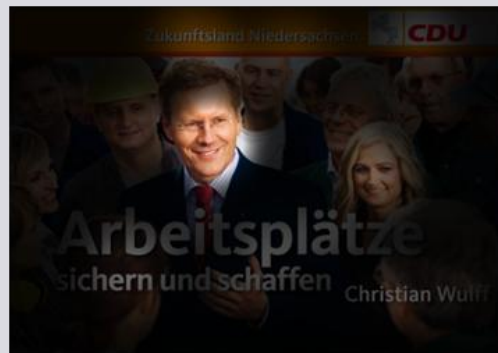 Zukunftsland Niedersachsen
CDU
Arbeitsplätze
sichern und schaffen
Christian Wulff